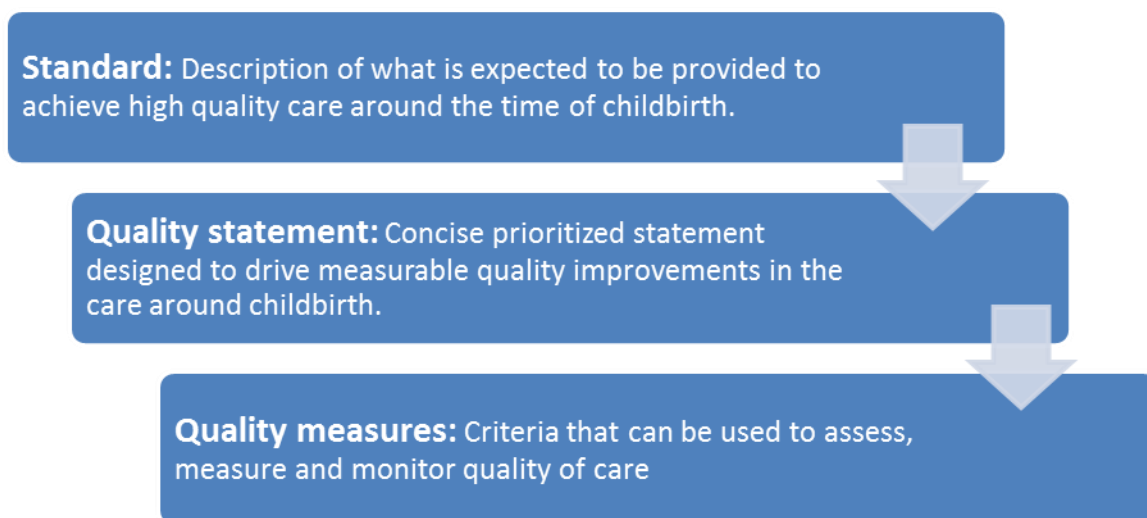 Standard: Description of what is expected to be provided to
achieve high quality care around the time of childbirth.
Quality statement: Concise prioritized statement
designed to drive measurable quality improvements in the
care around childbirth.
Quality measures: Criteria that can be used to assess,
measure and monitor quality of care